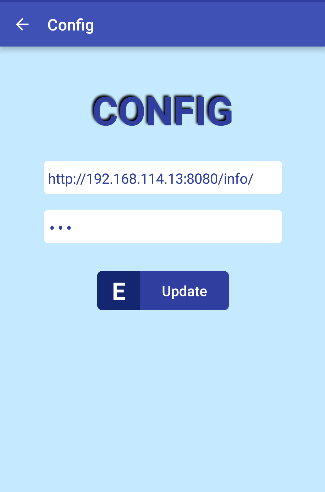 Config
CONFIG
http://192.168.114.13:8080/info/
•••
E Update